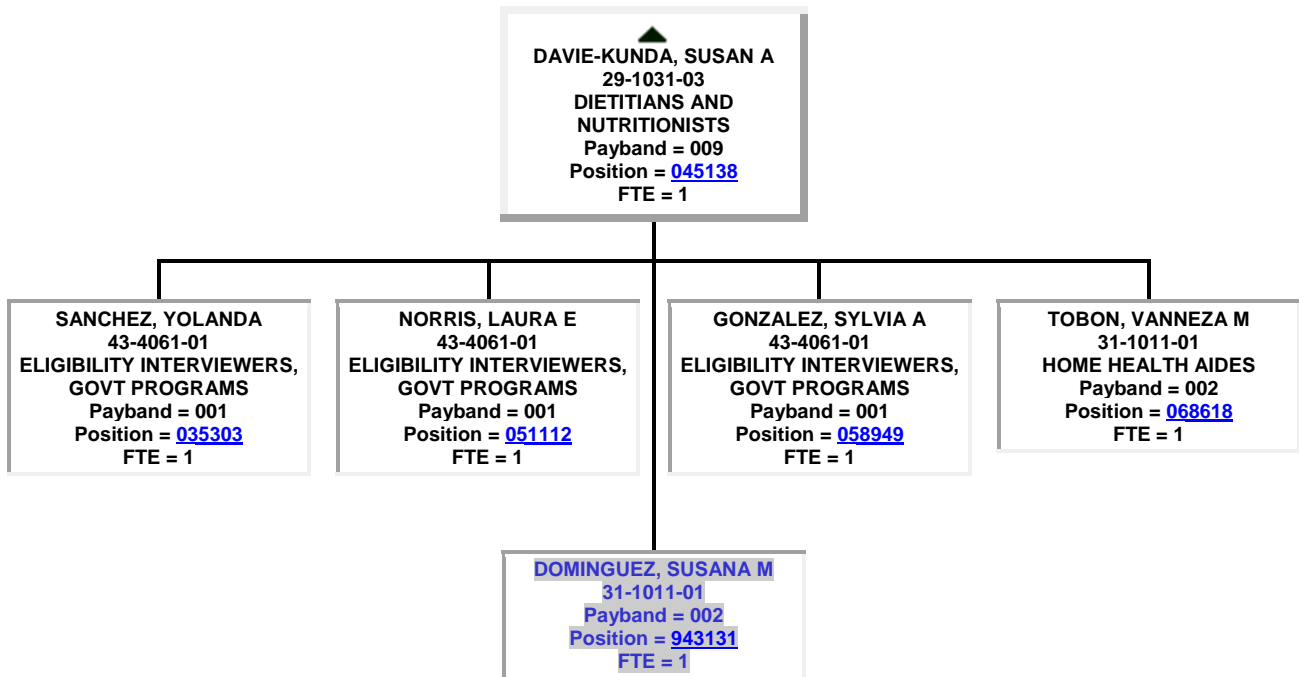 DAVIE-KUNDA, SUSAN A
29-1031-03
DIETITIANS AND
NUTRITIONISTS
Payband = 009
Position = 045138
FTE = 1
SANCHEZ, YOLANDA
43-4061-01
ELIGIBILITY INTERVIEWERS,
GOVT PROGRAMS
Payband = 001
Position = 035303
FTE = 1
NORRIS, LAURA E
43-4061-01
ELIGIBILITY INTERVIEWERS,
GOVT PROGRAMS
Payband = 001
Position = 051112
FTE = 1
GONZALEZ, SYLVIA A
43-4061-01
ELIGIBILITY INTERVIEWERS,
GOVT PROGRAMS
Payband = 001
Position = 058949
FTE = 1
TOBON, VANNEZA M
31-1011-01
HOME HEALTH AIDES
Payband = 002
Position = 068618
FTE = 1
DOMINGUEZ, SUSANA M
31-1011-01
Payband = 002
Position = 943131
FTE = 1